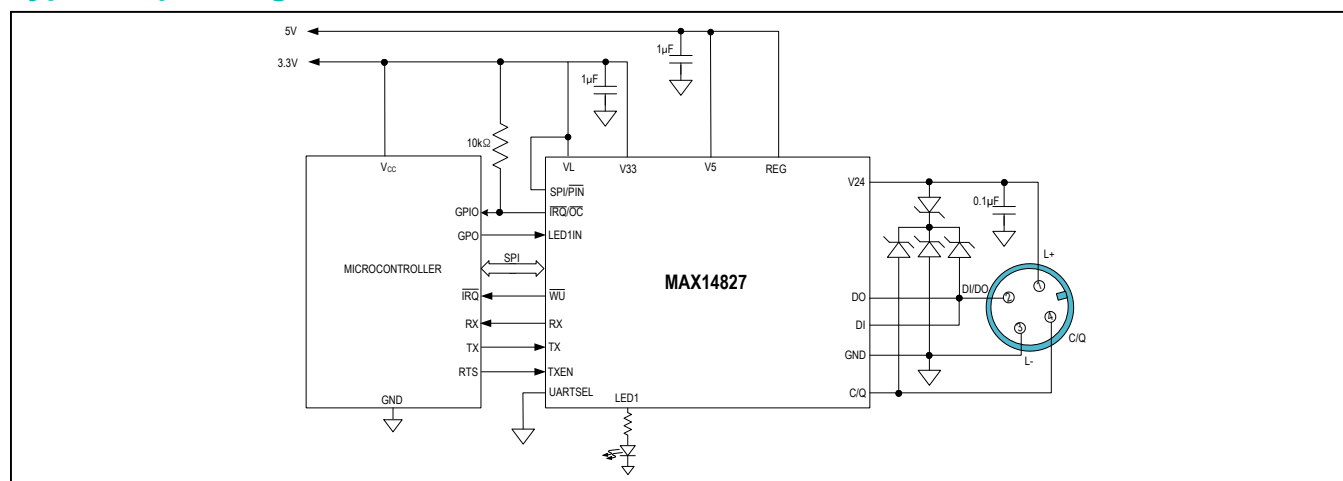 5V
1µF
3.3V
1µF
10kΩ
VCC
VL
V33
V5
REG
SPI/PIN
V24
0.1µF
GPIO
IRQ/OC
GPO
LED1IN
L+
SPI
MICROCONTROLLER
MAX14827
DI/DO
1
IRQ
WU
DO
2
RX
RX
DI
3
4
TX
TX
C/Q
GND
L-
RTS
TXEN
UARTSEL
C/Q
GND
LED1